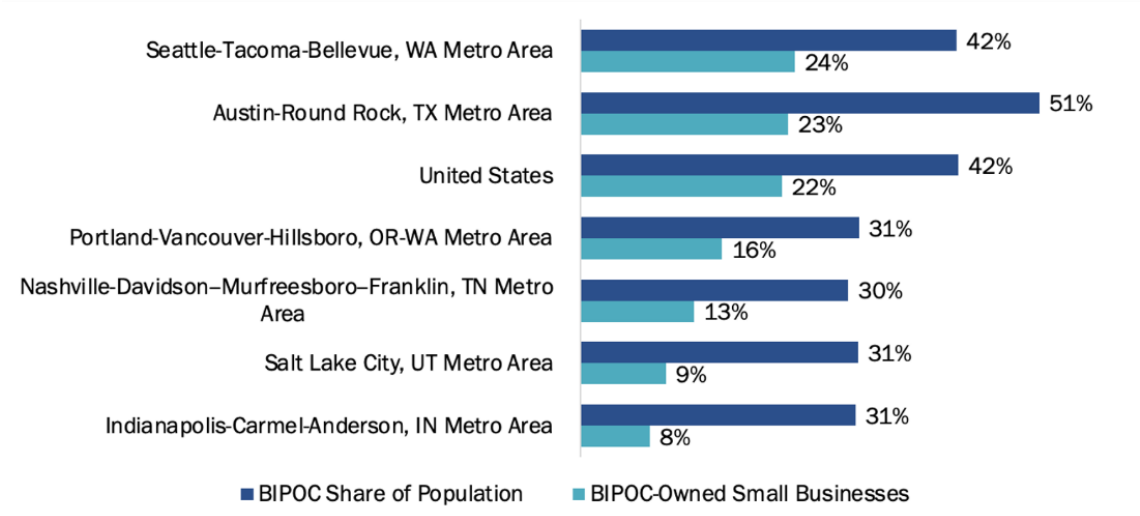 Seattle-Tacoma-Bellevue, WA Metro Area
42%
24%
Austin-Round Rock, TX Metro Area
51%
23%
United States
42%
22%
Portland-Vancouver-Hillsboro, OR-WA Metro Area
31%
16%
Nashville-Davidson–Murfreesboro–Franklin, TN Metro
Area
30%
13%
Salt Lake City, UT Metro Area
31%
9%
Indianapolis-Carmel-Anderson, IN Metro Area
31%
8%
BIPOC Share of Population
BIPOC-Owned Small Businesses